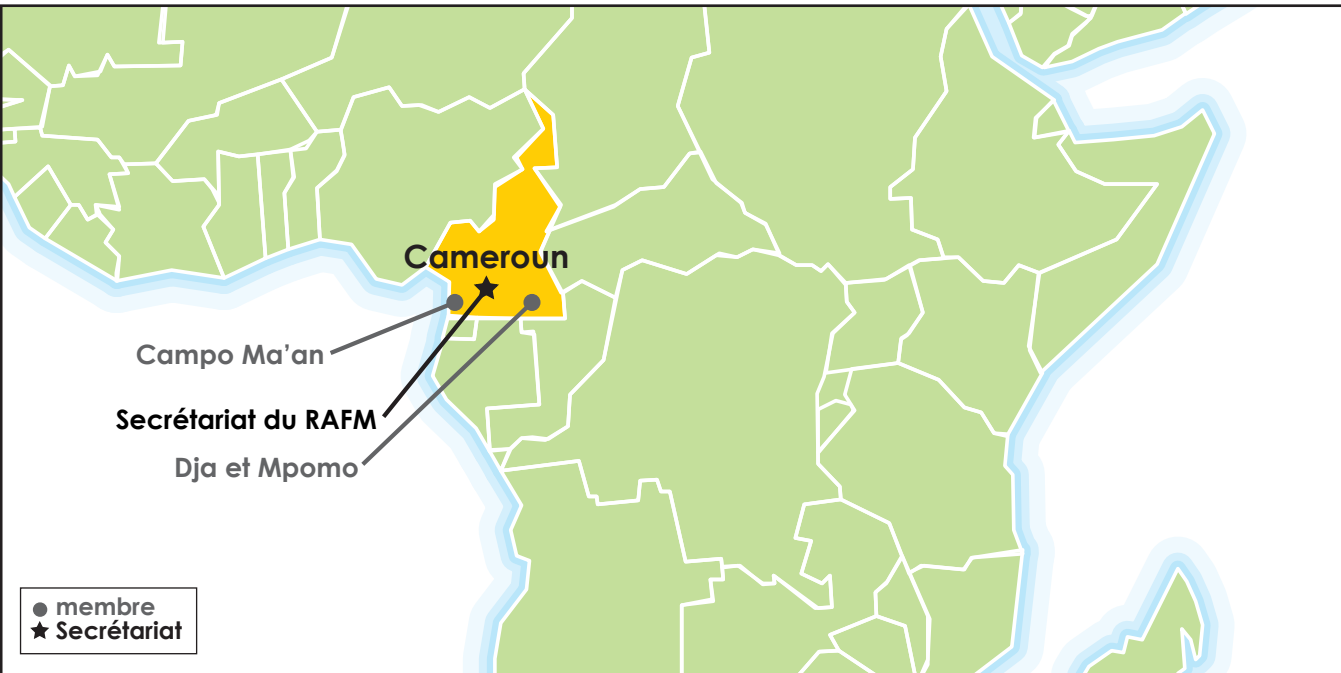 Cameroun
Campo Ma’an
Secrétariat du RAFM
Dja et Mpomo
membre
Secrétariat